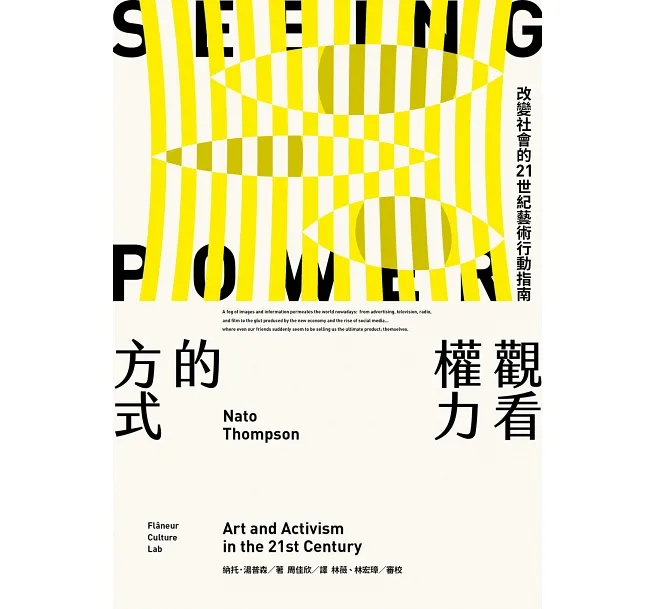 SEEING
POWER
改變社會的21世紀藝術行動指南
A fog of images and information permeates the world nowadays: from advertising, television, radio,
and film to the glut produced by the new economy and the rise of social media...
where even our friends suddenly seem to be selling us the ultimate product: themselves.
觀看
權力
的
方式
Nato
Thompson
Flâneur
Culture
Lab
Art and Activism
in the 21st Century
納托・湯普森／著 周佳欣／譯 林薇、林宏璋／審校